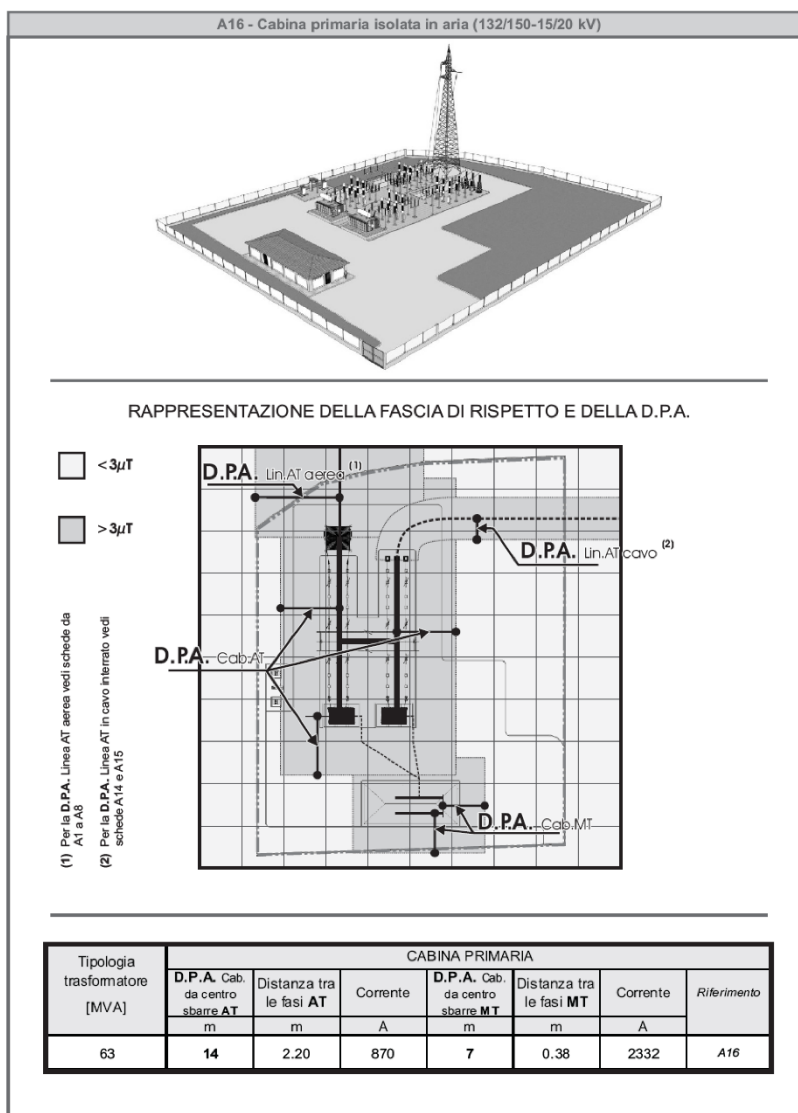 A16 - Cabina primaria isolata in aria (132/150-15/20 kV)
RAPPRESENTAZIONE DELLA FASCIA DI RISPETTO E DELLA D.P.A.
< 3μT
> 3μT
D.P.A. Lin.AT aerea (1)
D.P.A. Lin.AT cavo (2)
D.P.A. Cab.AT
D.P.A. Cab.MT
(1) Per la D.P.A. Linea AT aerea vedi schede da
A1 a A8
(2) Per la D.P.A. Linea AT in cavo interrato vedi
schede A14 e A15
Tipologia
trasformatore
[MVA]
CABINA PRIMARIA
D.P.A. Cab.
da centro
sbarre AT
Distanza tra
le fasi AT
Corrente
D.P.A. Cab.
da centro
sbarre MT
Distanza tra
le fasi MT
Corrente
Riferimento
m m A m m A
63 14 2.20 870 7 0.38 2332 A16